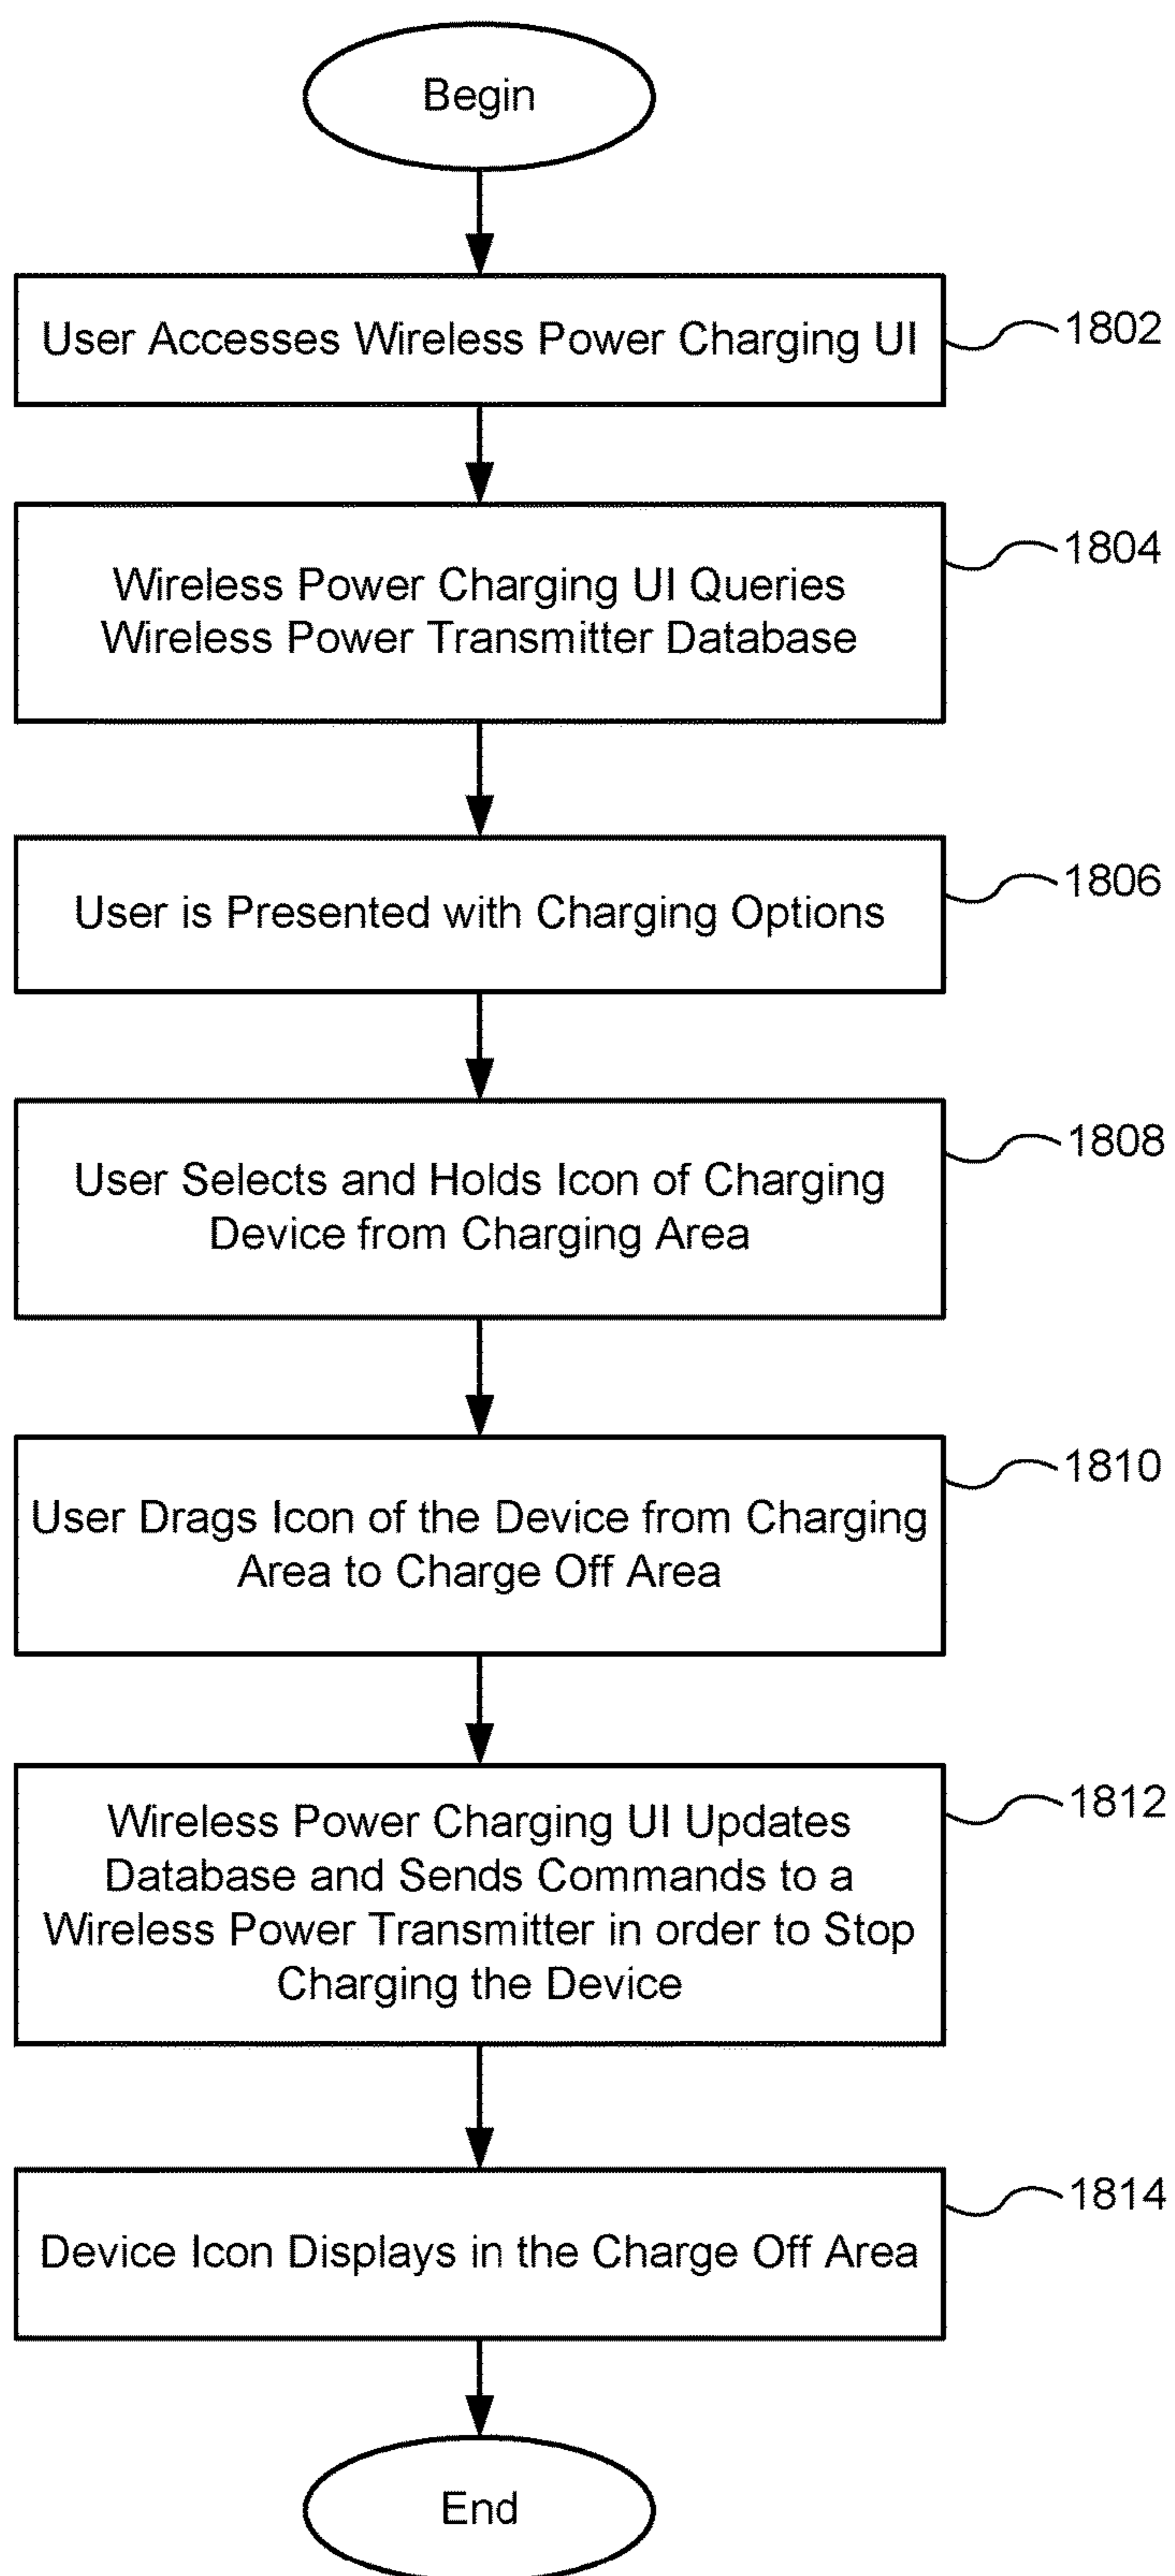 Begin
User Accesses Wireless Power Charging UI
1802
Wireless Power Charging UI Queries
Wireless Power Transmitter Database
1804
User is Presented with Charging Options
1806
User Selects and Holds Icon of Charging
Device from Charging Area
1808
User Drags Icon of the Device from Charging
Area to Charge Off Area
1810
Wireless Power Charging UI Updates
Database and Sends Commands to a
Wireless Power Transmitter in order to Stop
Charging the Device
1812
Device Icon Displays in the Charge Off Area
1814
End